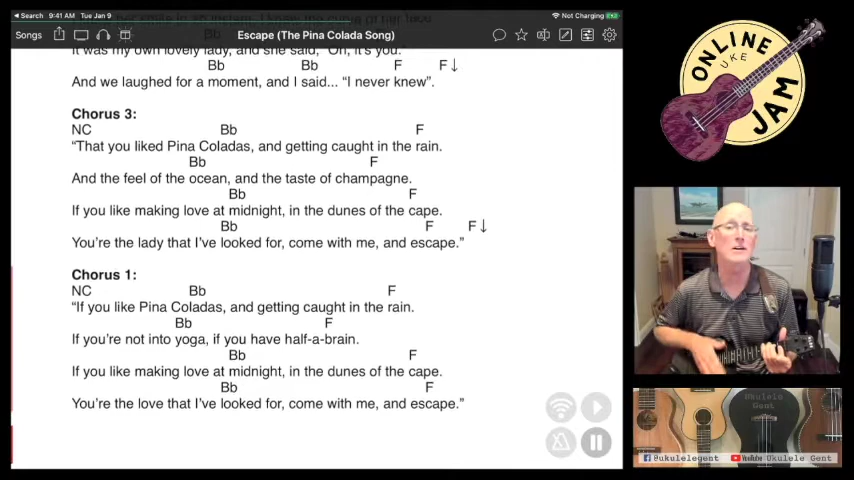 Search 9:41 AM Tue Jan 9 Not Charging
Songs Escape (The Pina Colada Song)
Bb
It was my own lovely lady, and she said, "Oh, it's you."
Bb Bb F F↓
And we laughed for a moment, and I said... “I never knew”.
Chorus 3:
NC Bb F
“That you liked Pina Coladas, and getting caught in the rain.
Bb F
And the feel of the ocean, and the taste of champagne.
Bb F
If you like making love at midnight, in the dunes of the cape.
Bb F F↓
You’re the lady that I’ve looked for, come with me, and escape.”
Chorus 1:
NC Bb F
“If you like Pina Coladas, and getting caught in the rain.
Bb F
If you’re not into yoga, if you have half-a-brain.
Bb F
If you like making love at midnight, in the dunes of the cape.
Bb F
You’re the love that I’ve looked for, come with me, and escape.”
ONLINE
UKE
JAM
Ukulele
Gent
@ukulelegent YouTube Ukulele Gent